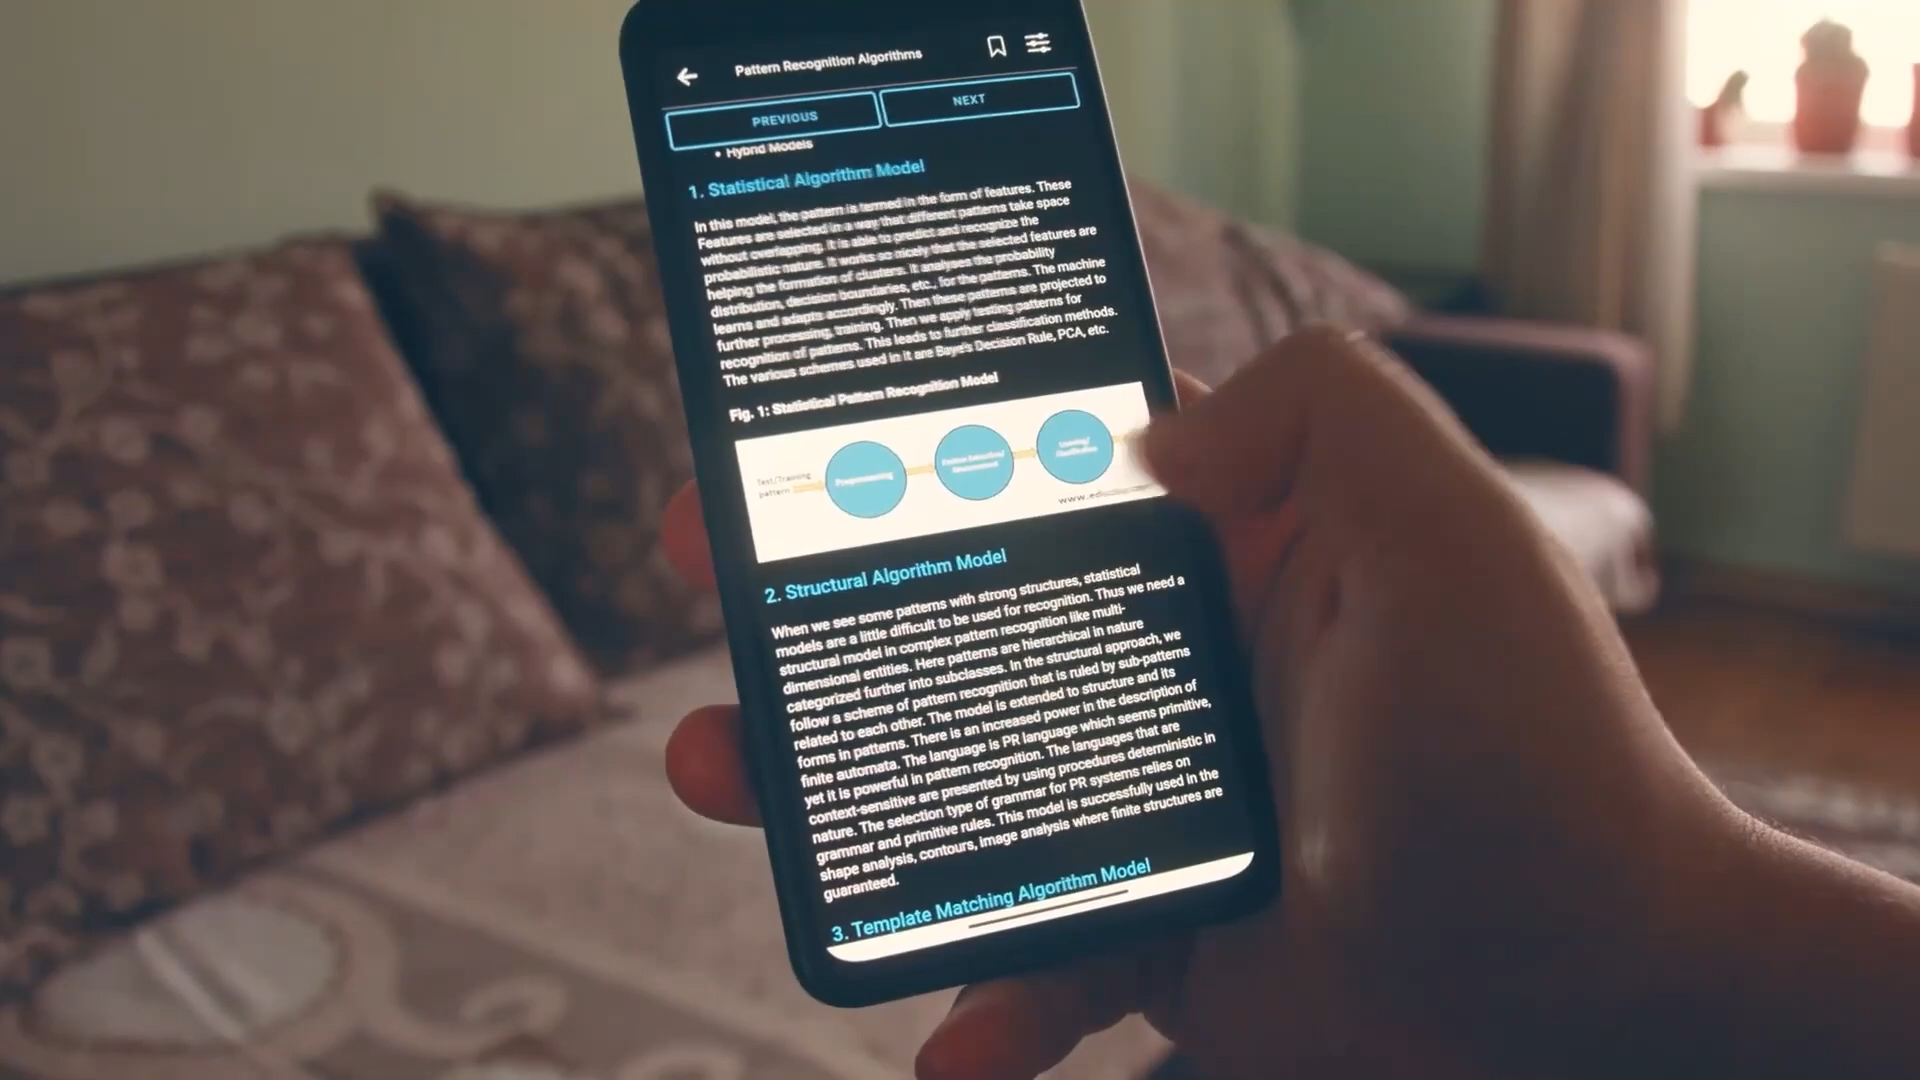 Pattern Recognition Algorithms
PREVIOUS
NEXT
• Hybrid Models
1. Statistical Algorithm Model
In this model, the pattern is termed in the form of features. These
Features are selected in a way that different patterns take space
without overlapping. It is able to predict and recognize the
probabilistic nature. It works so nicely that the selected features are
helping the formation of clusters. It analyses the probability
distribution, decision boundaries, etc., for the patterns. The machine
learns and adapts accordingly. Then these patterns are projected to
further processing, training. Then we apply testing patterns for
recognition of patterns. This leads to further classification methods.
The various schemes used in it are Baye's Decision Rule, PCA, etc.
Fig. 1: Statistical Pattern Recognition Model
Test/Training
pattern
Preprocessing
Learning/
Classification
2. Structural Algorithm Model
When we see some patterns with strong structures, statistical
models are a little difficult to be used for recognition. Thus we need a
structural model in complex pattern recognition like multi-
dimensional entities. Here patterns are hierarchical in nature
categorized further into subclasses. In the structural approach, we
follow a scheme of pattern recognition that is ruled by sub-patterns
related to each other. The model is extended to structure and its
forms in patterns. There is an increased power in the description of
finite automata. The language is PR language which seems primitive,
yet it is powerful in pattern recognition. The languages that are
context-sensitive are presented by using procedures deterministic in
nature. The selection type of grammar for PR systems relies on
grammar and primitive rules. This model is successfully used in the
shape analysis, contours, image analysis where finite structures are
guaranteed.
3. Template Matching Algorithm Model